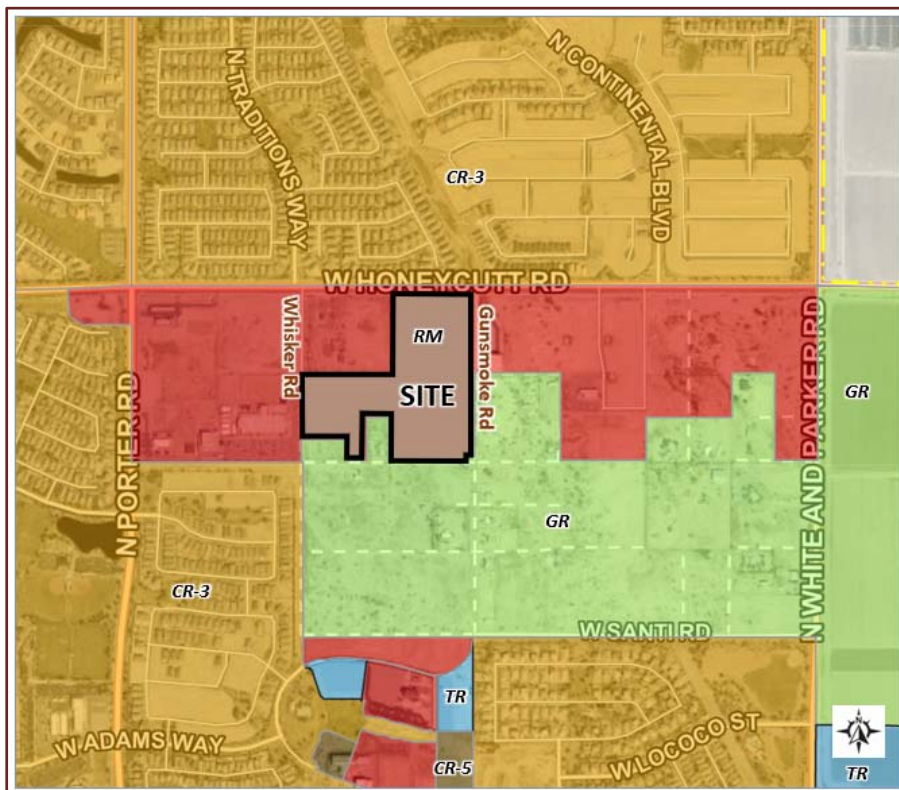 N TRADITIONS WAY
N CONTINENTAL BLVD
CR-3
W HONEYCUTT RD
Whisker Rd
RM
Gunsmoke Rd
SITE
N PORTER RD
N WHITE AND PARKER RD
GR
GR
CR-3
W SANTI RD
TR
W ADAMS WAY
CR-5
W LOCOCO ST
N
TR